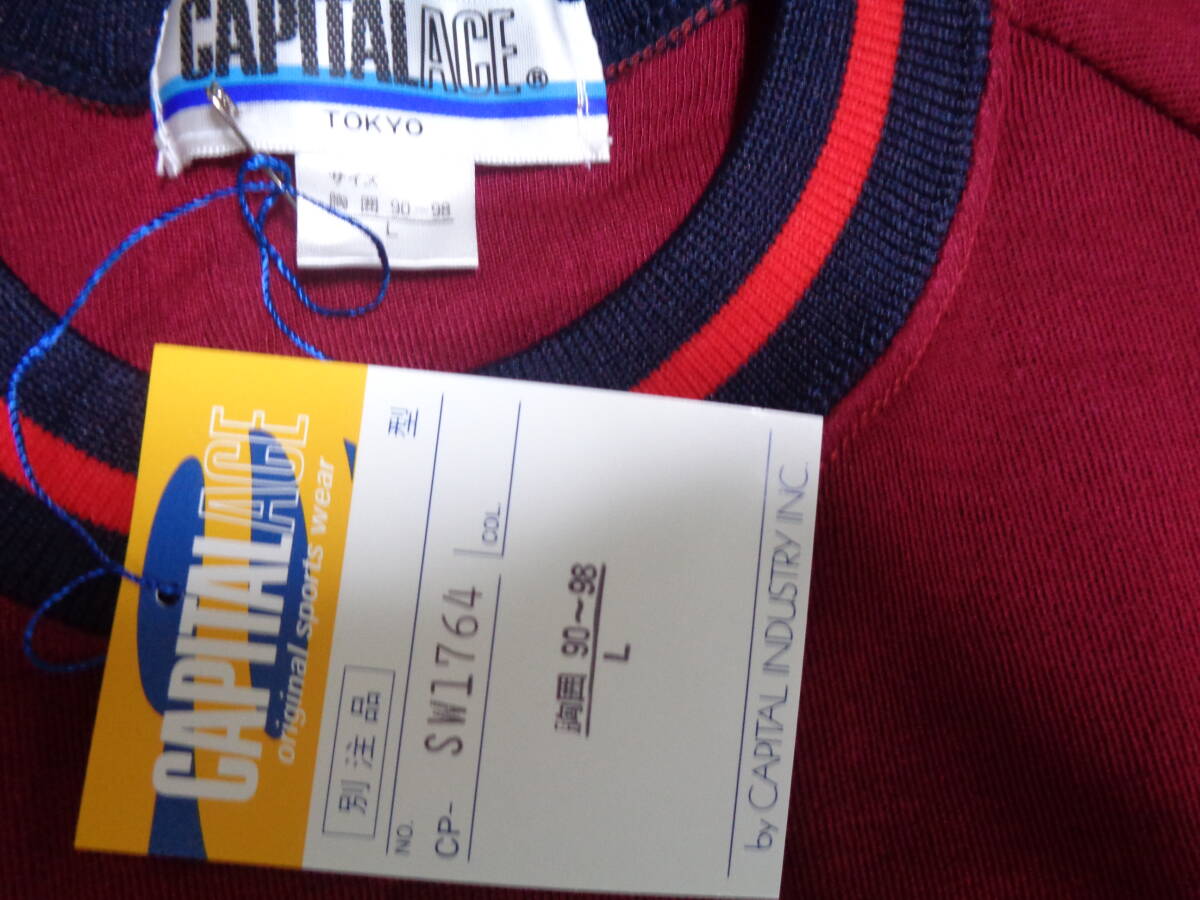 CAPITALACE®
TOKYO
サイズ
胸囲 90～98
L
CAPITALACE
original sports wear
別注品
型
NO.
CP- SW1764
COL.
胸囲 90～98
L
by CAPITAL INDUSTRY INC.